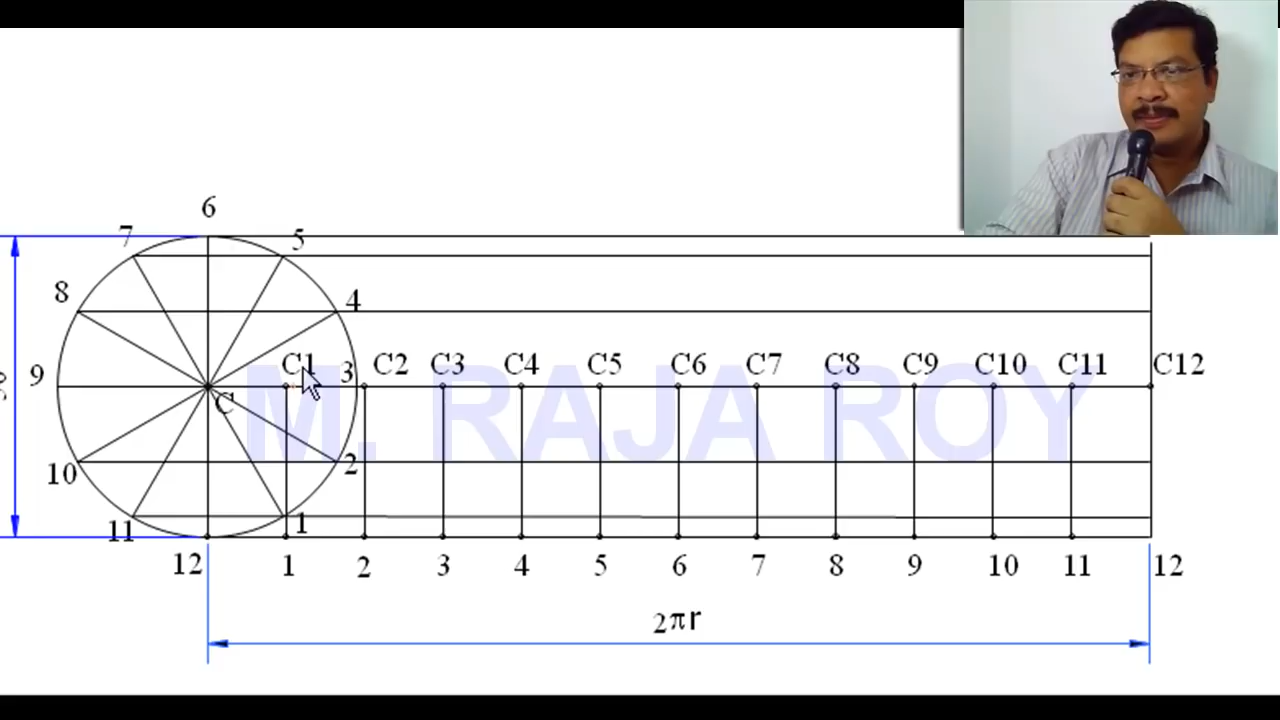 6
7 5
8 4
9 C1 3 C2 C3 C4 C5 C6 C7 C8 C9 C10 C11 C12
C
M. RAJA ROY
10 2
11 1
12 1 2 3 4 5 6 7 8 9 10 11 12
2πr